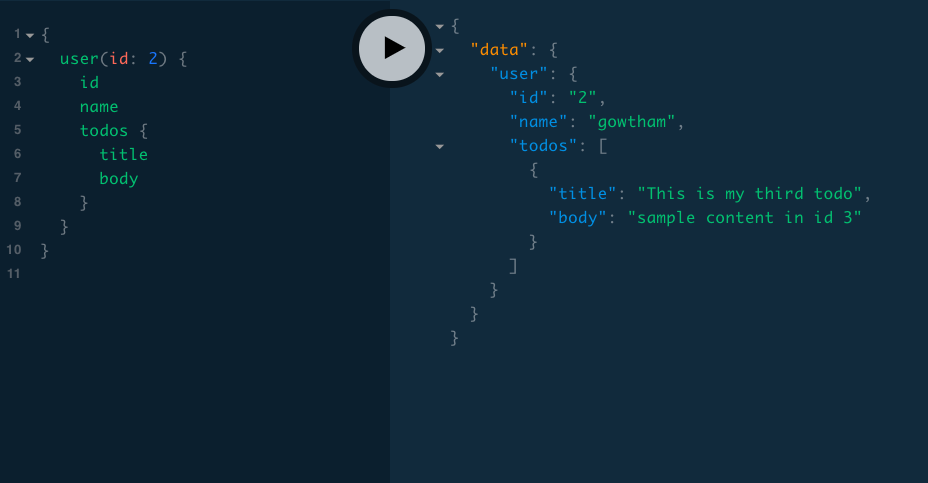 1 {
2 user(id: 2) {
3 id
4 name
5 todos {
6 title
7 body
8 }
9 }
10 }
11
{
"data": {
"user": {
"id": "2",
"name": "gowtham",
"todos": [
{
"title": "This is my third todo",
"body": "sample content in id 3"
}
]
}
}
}